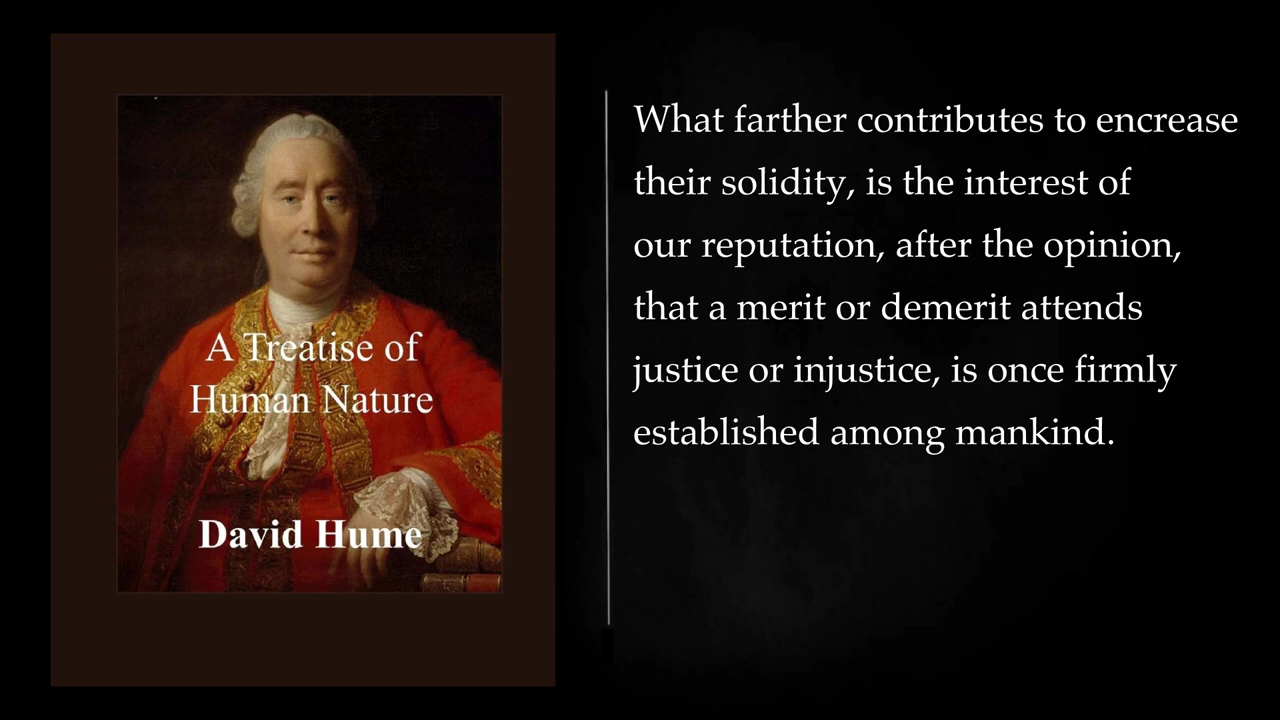 A Treatise of
Human Nature
David Hume
What farther contributes to encrease
their solidity, is the interest of
our reputation, after the opinion,
that a merit or demerit attends
justice or injustice, is once firmly
established among mankind.